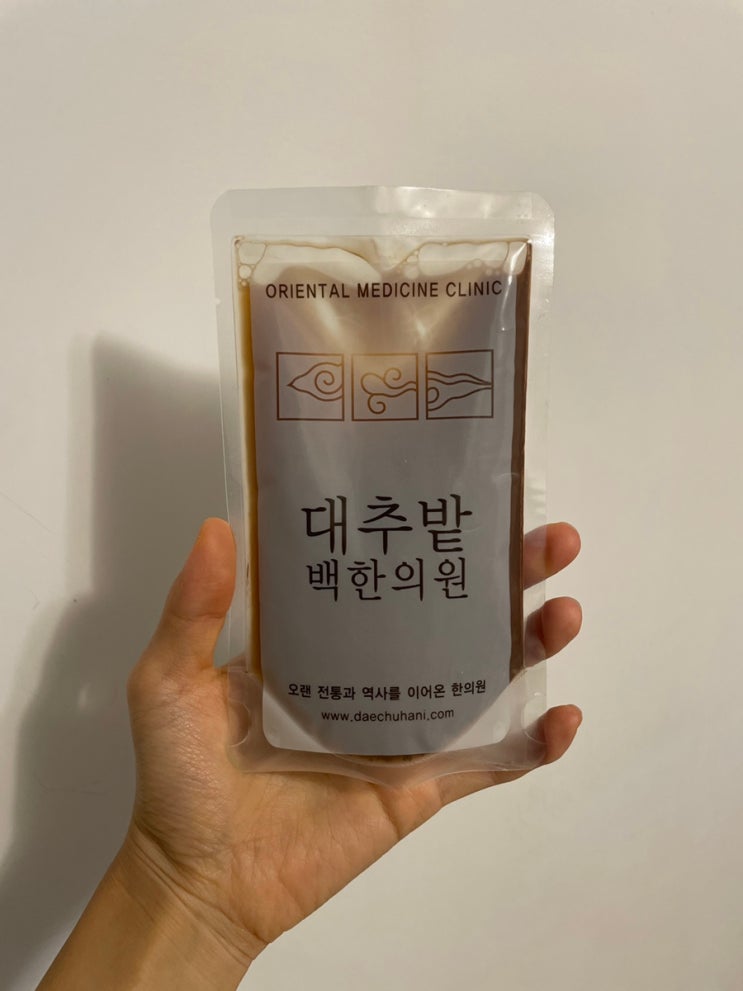 ORIENTAL MEDICINE CLINIC
대추밭
백한의원
오랜 전통과 역사를 이어온 한의원
www.daechuhani.com